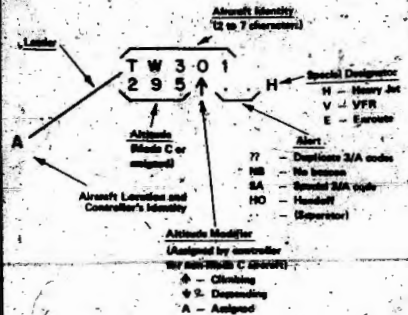 Aircraft Identity
(2 to 7 characters)
Leader
T W 3 0 1
2 9 5 ↑ H
Special Designator
H - Heavy Jet
V - VFR
E - Enroute
A
Altitude
(Mode C or
assigned)
Alert
?? - Duplicate 3/A codes
NB - No beacon
SA - Special 3/A code
HO - Handoff
- (Separator)
Aircraft Location and
Controller's Identity
Altitude Modifier
(Assigned by controller
for non-Mode C aircraft)
↑ - Climbing
- Descending
A - Assigned